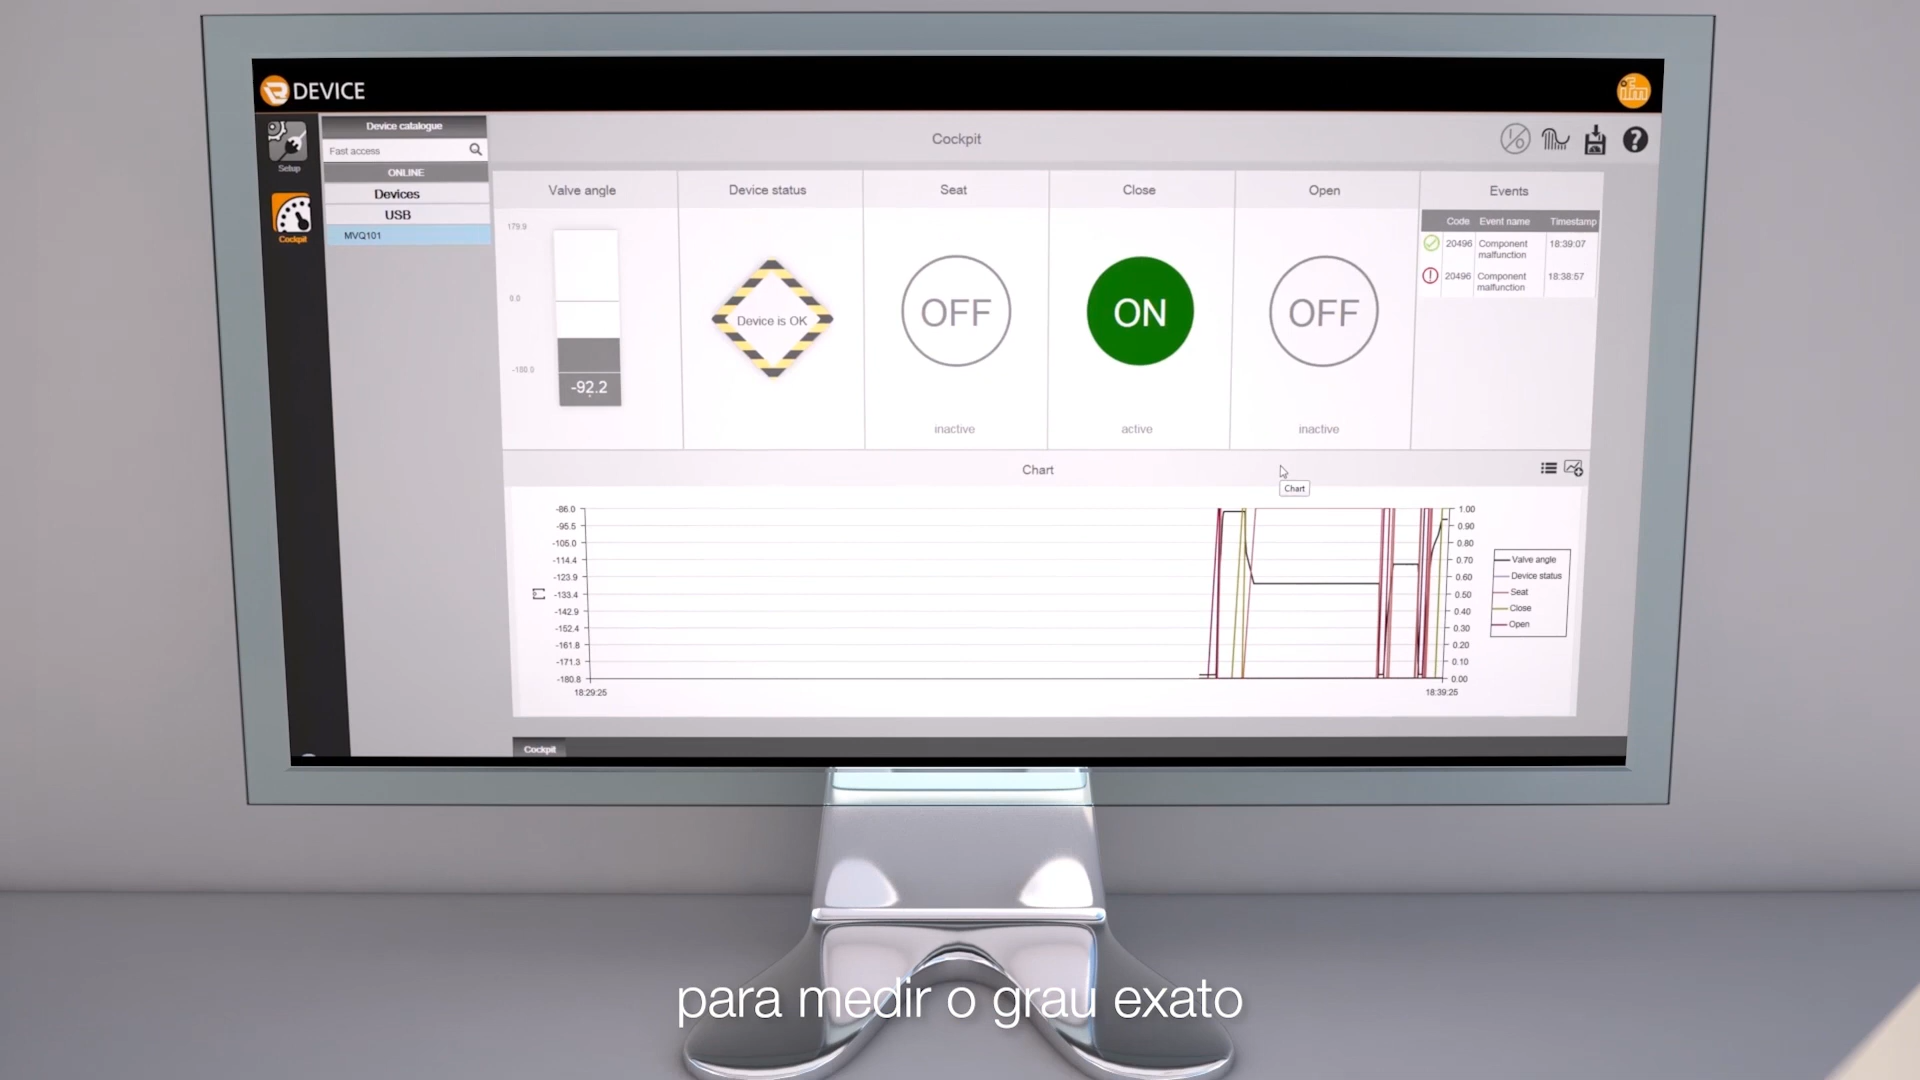 DEVICE
ifm
Setup
Cockpit
Device catalogue
Fast access
ONLINE
Devices
USB
MVQ101
Cockpit
Valve angle
179.9
0.0
-180.0
-92.2
Device status
Device is OK
Seat
OFF
inactive
Close
ON
active
Open
OFF
inactive
Events
Code Event name Timestamp
20496 Component malfunction 18:39:07
20496 Component malfunction 18:38:57
Chart
Chart
-86.0
-95.5
-105.0
-114.4
-123.9
-133.4
-142.9
-152.4
-161.8
-171.3
-180.8
18:29:25
18:39:25
1.00
0.90
0.80
0.70
0.60
0.50
0.40
0.30
0.20
0.10
0.00
Valve angle
Device status
Seat
Close
Open
Cockpit
para medir o grau exato